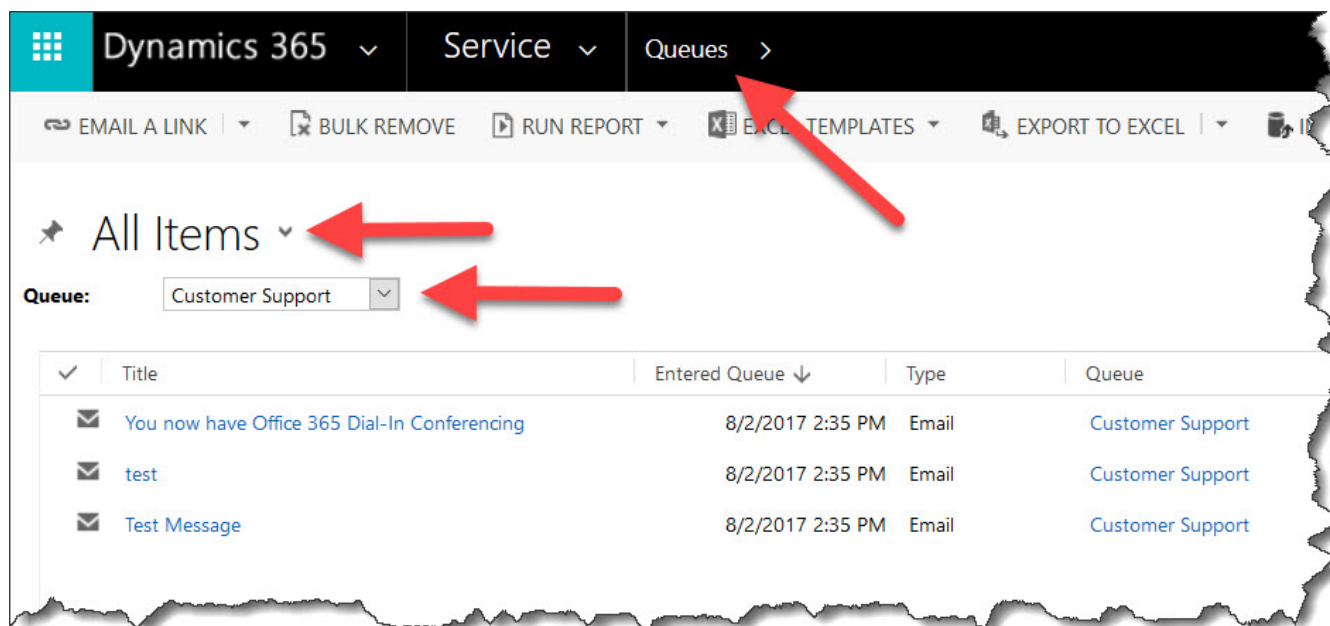 Dynamics 365 Service Queues
EMAIL A LINK BULK REMOVE RUN REPORT TEMPLATES EXPORT TO EXCEL
All Items
Queue: Customer Support
Title Entered Queue Type Queue
You now have Office 365 Dial-In Conferencing 8/2/2017 2:35 PM Email Customer Support
test 8/2/2017 2:35 PM Email Customer Support
Test Message 8/2/2017 2:35 PM Email Customer Support